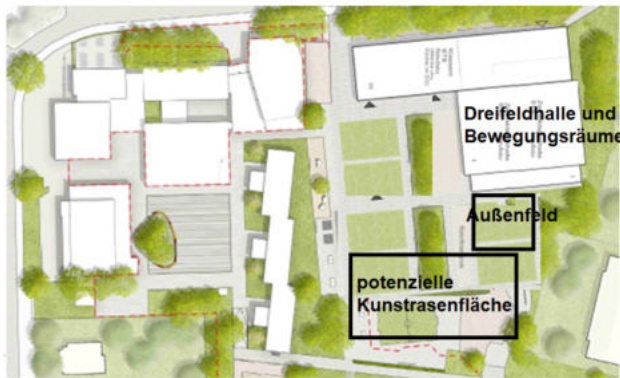 Dreifeldhalle und
Bewegungsräume
Außenfeld
potenzielle
Kunstrasenfläche